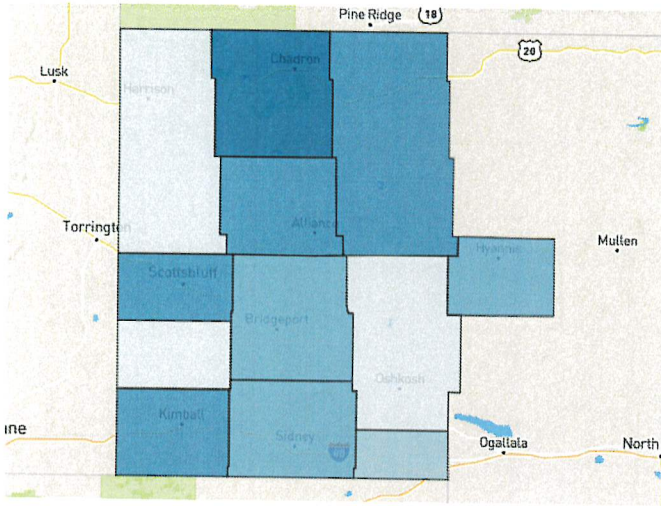 Pine Ridge
18
20
Lusk
Chadron
Harrison
Torrington
Alliance
Mullen
Hyannis
Scottsbluff
Bridgeport
Oshkosh
Kimball
Sidney
80
Ogallala
North
ne